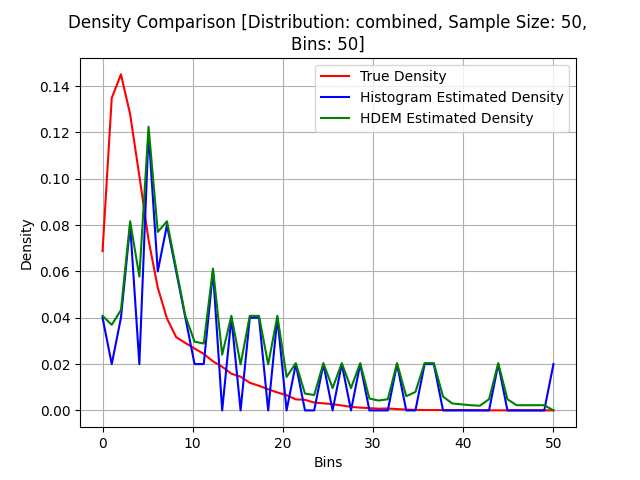 Density Comparison [Distribution: combined, Sample Size: 50,
Bins: 50]
True Density
Histogram Estimated Density
HDEM Estimated Density
Density
0.14
0.12
0.10
0.08
0.06
0.04
0.02
0.00
0 10 20 30 40 50
Bins